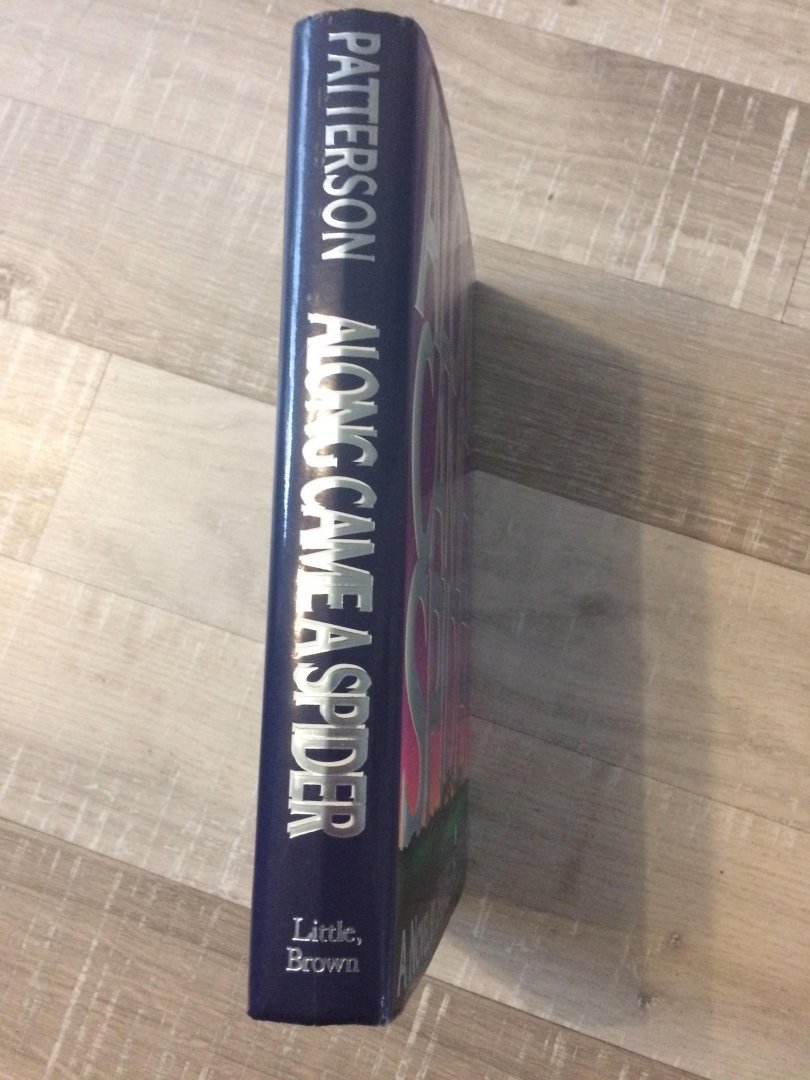 PATTERSON
ALONG CAME A SPIDER
Little,
Brown